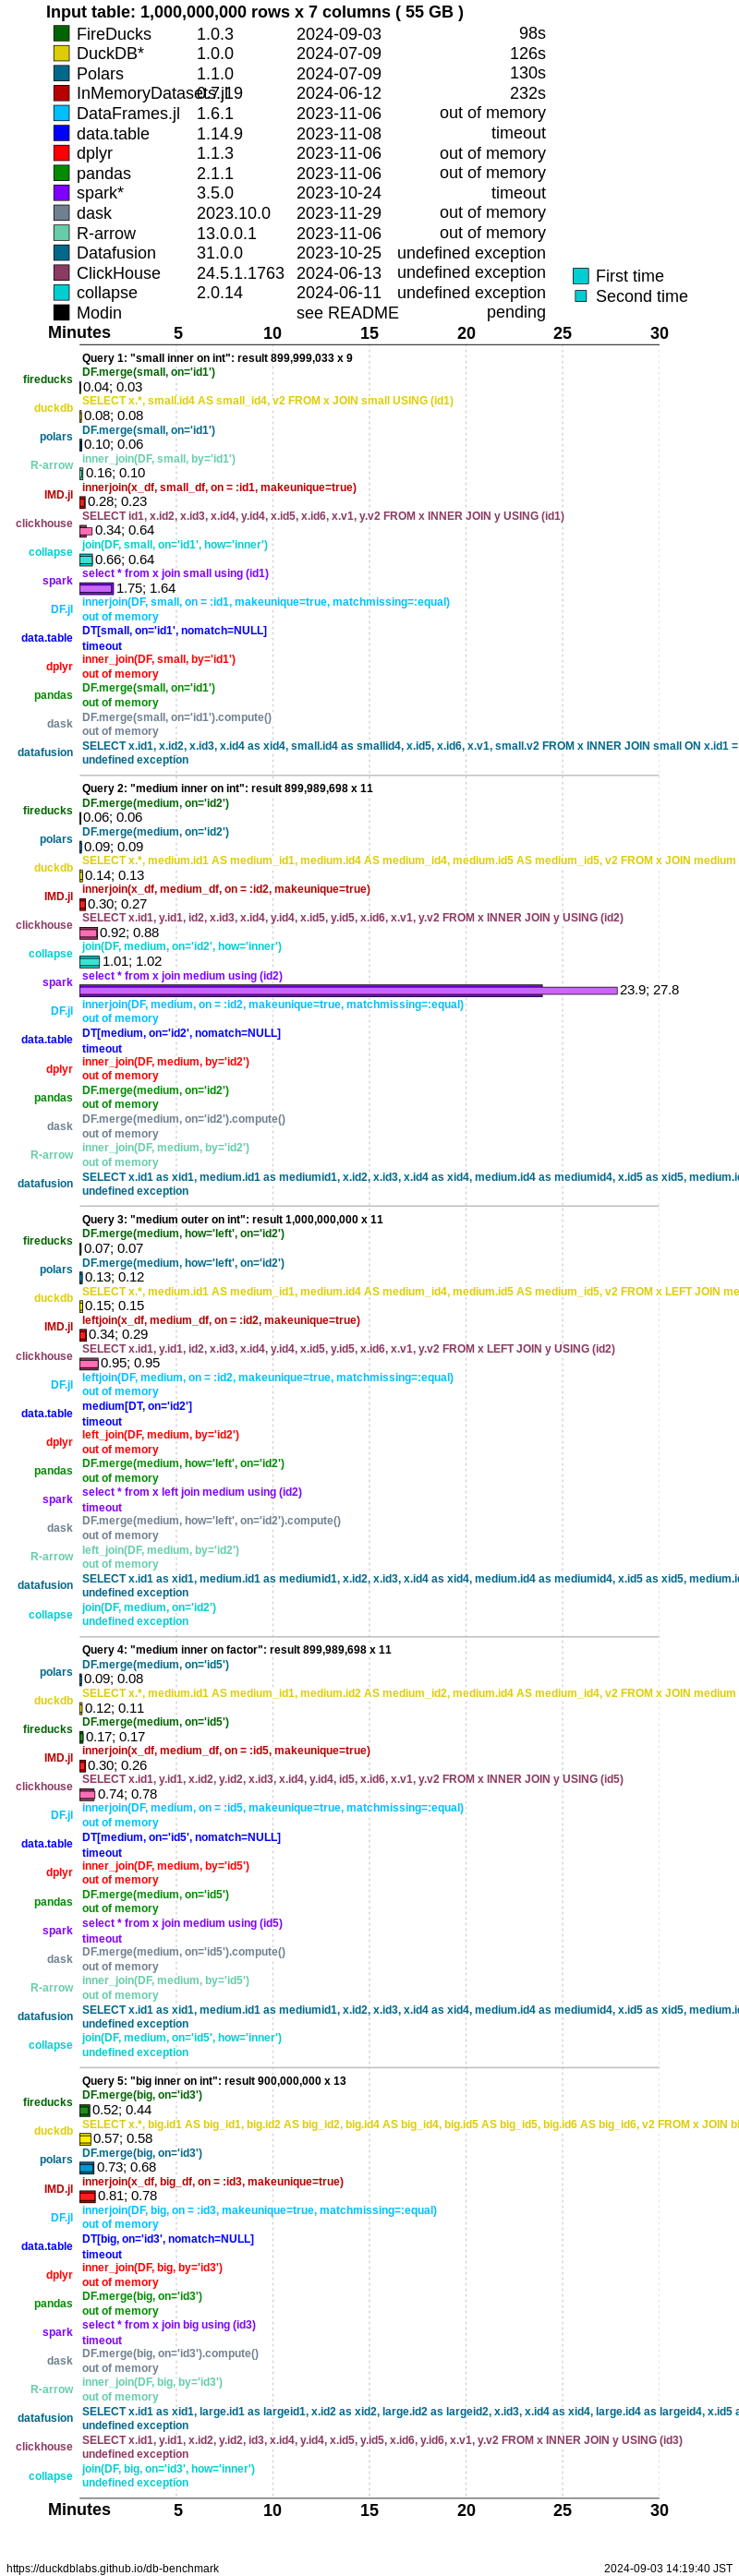 Input table: 1,000,000,000 rows x 7 columns ( 55 GB )
FireDucks 1.0.3 2024-09-03 98s
DuckDB* 1.0.0 2024-07-09 126s
Polars 1.1.0 2024-07-09 130s
InMemoryDatasets.jl 0.7.19 2024-06-12 232s
DataFrames.jl 1.6.1 2023-11-06 out of memory
data.table 1.14.9 2023-11-08 timeout
dplyr 1.1.3 2023-11-06 out of memory
pandas 2.1.1 2023-11-06 out of memory
spark* 3.5.0 2023-10-24 timeout
dask 2023.10.0 2023-11-29 out of memory
R-arrow 13.0.0.1 2023-11-06 out of memory
Datafusion 31.0.0 2023-10-25 undefined exception
ClickHouse 24.5.1.1763 2024-06-13 undefined exception
First time
collapse 2.0.14 2024-06-11 undefined exception
Second time
Modin see README pending
Minutes 5 10 15 20 25 30
Query 1: "small inner on int": result 899,999,033 x 9
fireducks DF.merge(small, on='id1')
0.04; 0.03
duckdb SELECT x.*, small.id4 AS small_id4, v2 FROM x JOIN small USING (id1)
0.08; 0.08
polars DF.merge(small, on='id1')
0.10; 0.06
R-arrow inner_join(DF, small, by='id1')
0.16; 0.10
IMD.jl innerjoin(x_df, small_df, on = :id1, makeunique=true)
0.28; 0.23
clickhouse SELECT id1, x.id2, x.id3, x.id4, y.id4, x.id5, x.id6, x.v1, y.v2 FROM x INNER JOIN y USING (id1)
0.34; 0.64
collapse join(DF, small, on='id1', how='inner')
0.66; 0.64
spark select * from x join small using (id1)
1.75; 1.64
DF.jl innerjoin(DF, small, on = :id1, makeunique=true, matchmissing=:equal)
out of memory
data.table DT[small, on='id1', nomatch=NULL]
timeout
dplyr inner_join(DF, small, by='id1')
out of memory
pandas DF.merge(small, on='id1')
out of memory
dask DF.merge(small, on='id1').compute()
out of memory
datafusion SELECT x.id1, x.id2, x.id3, x.id4 as xid4, small.id4 as smallid4, x.id5, x.id6, x.v1, small.v2 FROM x INNER JOIN small ON x.id1 =
undefined exception
Query 2: "medium inner on int": result 899,989,698 x 11
fireducks DF.merge(medium, on='id2')
0.06; 0.06
polars DF.merge(medium, on='id2')
0.09; 0.09
duckdb SELECT x.*, medium.id1 AS medium_id1, medium.id4 AS medium_id4, medium.id5 AS medium_id5, v2 FROM x JOIN medium
0.14; 0.13
IMD.jl innerjoin(x_df, medium_df, on = :id2, makeunique=true)
0.30; 0.27
clickhouse SELECT x.id1, y.id1, id2, x.id3, x.id4, y.id4, x.id5, y.id5, x.id6, x.v1, y.v2 FROM x INNER JOIN y USING (id2)
0.92; 0.88
collapse join(DF, medium, on='id2', how='inner')
1.01; 1.02
spark select * from x join medium using (id2)
23.9; 27.8
DF.jl innerjoin(DF, medium, on = :id2, makeunique=true, matchmissing=:equal)
out of memory
data.table DT[medium, on='id2', nomatch=NULL]
timeout
dplyr inner_join(DF, medium, by='id2')
out of memory
pandas DF.merge(medium, on='id2')
out of memory
dask DF.merge(medium, on='id2').compute()
out of memory
R-arrow inner_join(DF, medium, by='id2')
out of memory
datafusion SELECT x.id1 as xid1, medium.id1 as mediumid1, x.id2, x.id3, x.id4 as xid4, medium.id4 as mediumid4, x.id5 as xid5, medium.id
undefined exception
Query 3: "medium outer on int": result 1,000,000,000 x 11
fireducks DF.merge(medium, how='left', on='id2')
0.07; 0.07
polars DF.merge(medium, how='left', on='id2')
0.13; 0.12
duckdb SELECT x.*, medium.id1 AS medium_id1, medium.id4 AS medium_id4, medium.id5 AS medium_id5, v2 FROM x LEFT JOIN me
0.15; 0.15
IMD.jl leftjoin(x_df, medium_df, on = :id2, makeunique=true)
0.34; 0.29
clickhouse SELECT x.id1, y.id1, id2, x.id3, x.id4, y.id4, x.id5, y.id5, x.id6, x.v1, y.v2 FROM x LEFT JOIN y USING (id2)
0.95; 0.95
DF.jl leftjoin(DF, medium, on = :id2, makeunique=true, matchmissing=:equal)
out of memory
data.table medium[DT, on='id2']
timeout
dplyr left_join(DF, medium, by='id2')
out of memory
pandas DF.merge(medium, how='left', on='id2')
out of memory
spark select * from x left join medium using (id2)
timeout
dask DF.merge(medium, how='left', on='id2').compute()
out of memory
R-arrow left_join(DF, medium, by='id2')
out of memory
datafusion SELECT x.id1 as xid1, medium.id1 as mediumid1, x.id2, x.id3, x.id4 as xid4, medium.id4 as mediumid4, x.id5 as xid5, medium.id
undefined exception
collapse join(DF, medium, on='id2')
undefined exception
Query 4: "medium inner on factor": result 899,989,698 x 11
polars DF.merge(medium, on='id5')
0.09; 0.08
duckdb SELECT x.*, medium.id1 AS medium_id1, medium.id2 AS medium_id2, medium.id4 AS medium_id4, v2 FROM x JOIN medium
0.12; 0.11
fireducks DF.merge(medium, on='id5')
0.17; 0.17
IMD.jl innerjoin(x_df, medium_df, on = :id5, makeunique=true)
0.30; 0.26
clickhouse SELECT x.id1, y.id1, x.id2, y.id2, x.id3, x.id4, y.id4, id5, x.id6, x.v1, y.v2 FROM x INNER JOIN y USING (id5)
0.74; 0.78
DF.jl innerjoin(DF, medium, on = :id5, makeunique=true, matchmissing=:equal)
out of memory
data.table DT[medium, on='id5', nomatch=NULL]
timeout
dplyr inner_join(DF, medium, by='id5')
out of memory
pandas DF.merge(medium, on='id5')
out of memory
spark select * from x join medium using (id5)
timeout
dask DF.merge(medium, on='id5').compute()
out of memory
R-arrow inner_join(DF, medium, by='id5')
out of memory
datafusion SELECT x.id1 as xid1, medium.id1 as mediumid1, x.id2, x.id3, x.id4 as xid4, medium.id4 as mediumid4, x.id5 as xid5, medium.id
undefined exception
collapse join(DF, medium, on='id5', how='inner')
undefined exception
Query 5: "big inner on int": result 900,000,000 x 13
fireducks DF.merge(big, on='id3')
0.52; 0.44
duckdb SELECT x.*, big.id1 AS big_id1, big.id2 AS big_id2, big.id4 AS big_id4, big.id5 AS big_id5, big.id6 AS big_id6, v2 FROM x JOIN bi
0.57; 0.58
polars DF.merge(big, on='id3')
0.73; 0.68
IMD.jl innerjoin(x_df, big_df, on = :id3, makeunique=true)
0.81; 0.78
DF.jl innerjoin(DF, big, on = :id3, makeunique=true, matchmissing=:equal)
out of memory
data.table DT[big, on='id3', nomatch=NULL]
timeout
dplyr inner_join(DF, big, by='id3')
out of memory
pandas DF.merge(big, on='id3')
out of memory
spark select * from x join big using (id3)
timeout
dask DF.merge(big, on='id3').compute()
out of memory
R-arrow inner_join(DF, big, by='id3')
out of memory
datafusion SELECT x.id1 as xid1, large.id1 as largeid1, x.id2 as xid2, large.id2 as largeid2, x.id3, x.id4 as xid4, large.id4 as largeid4, x.id5 a
undefined exception
clickhouse SELECT x.id1, y.id1, x.id2, y.id2, id3, x.id4, y.id4, x.id5, y.id5, x.id6, y.id6, x.v1, y.v2 FROM x INNER JOIN y USING (id3)
undefined exception
collapse join(DF, big, on='id3', how='inner')
undefined exception
Minutes 5 10 15 20 25 30
https://duckdblabs.github.io/db-benchmark 2024-09-03 14:19:40 JST